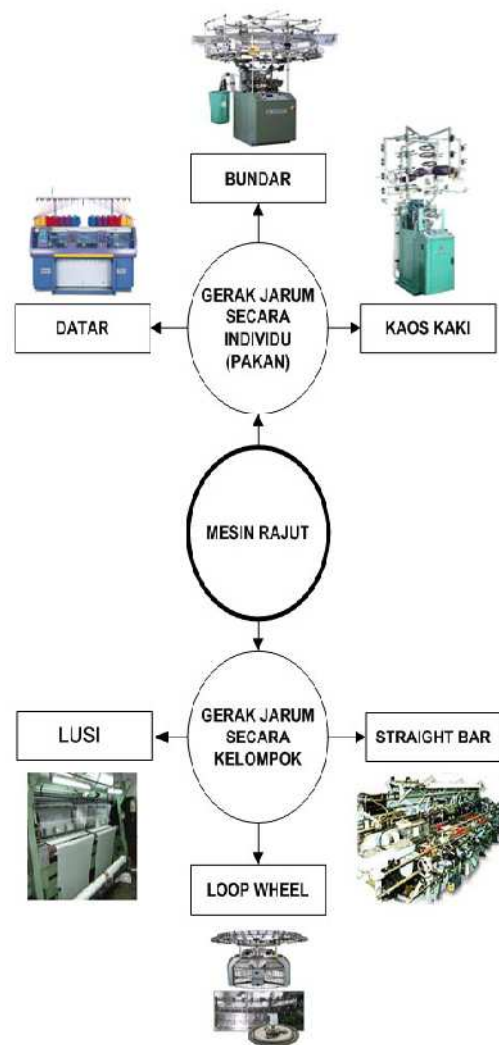 BUNDAR
GERAK JARUM
SECARA
INDIVIDU
(PAKAN)
DATAR
KAOS KAKI
MESIN RAJUT
GERAK JARUM
SECARA
KELOMPOK
LUSI
STRAIGHT BAR
LOOP WHEEL